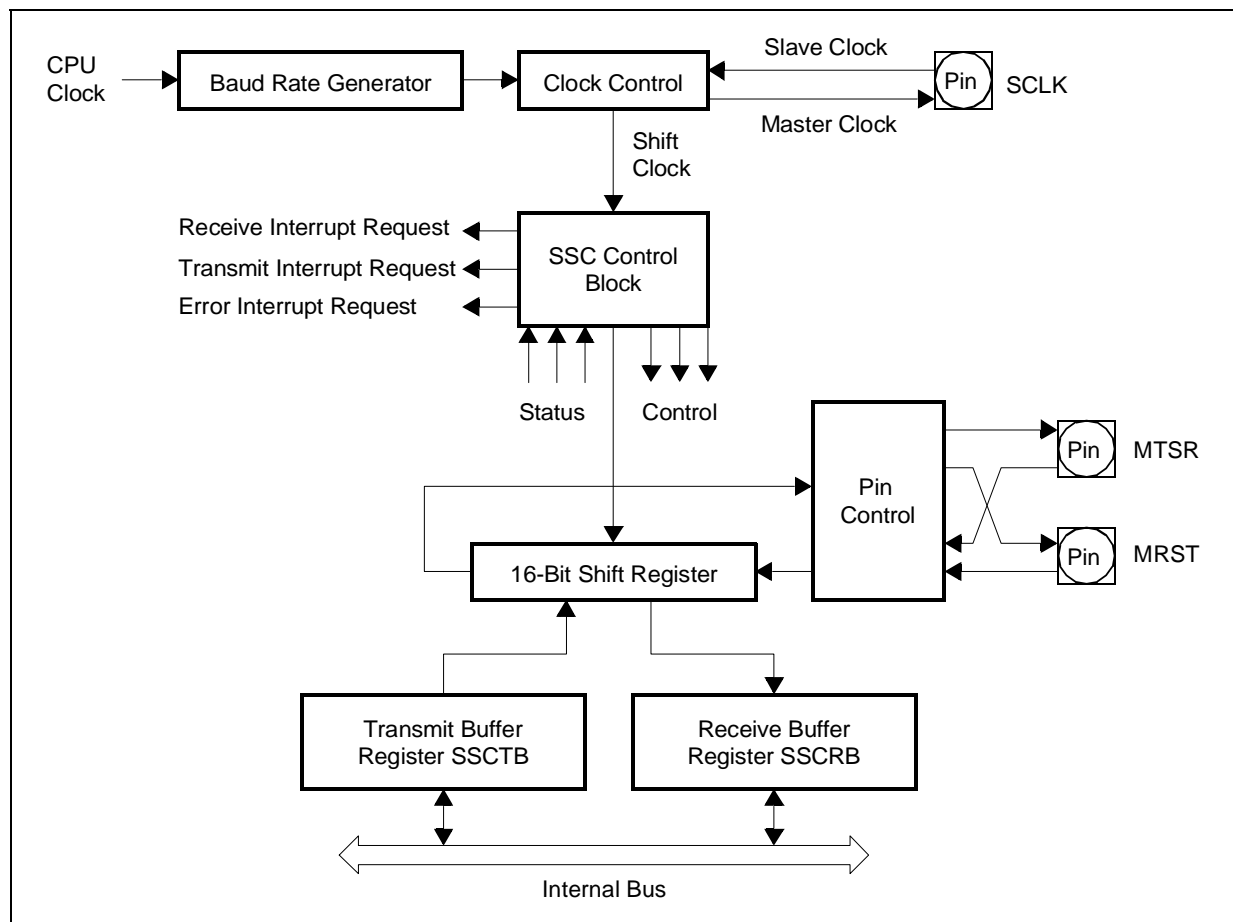 CPU
Clock
Baud Rate Generator
Clock Control
Slave Clock
Pin
SCLK
Master Clock
Shift
Clock
Receive Interrupt Request
Transmit Interrupt Request
Error Interrupt Request
SSC Control
Block
Status
Control
Pin
Control
Pin
MTSR
Pin
MRST
16-Bit Shift Register
Transmit Buffer
Register SSCTB
Receive Buffer
Register SSCRB
Internal Bus